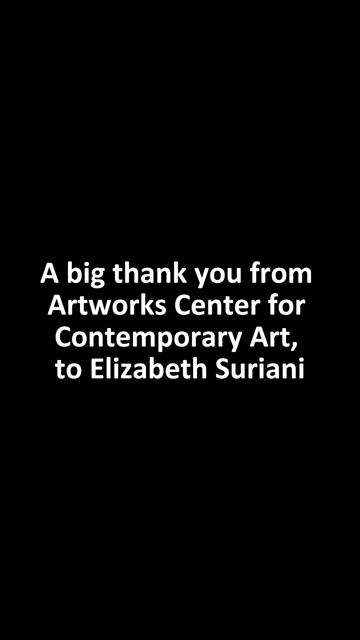 A big thank you from
Artworks Center for
Contemporary Art,
to Elizabeth Suriani